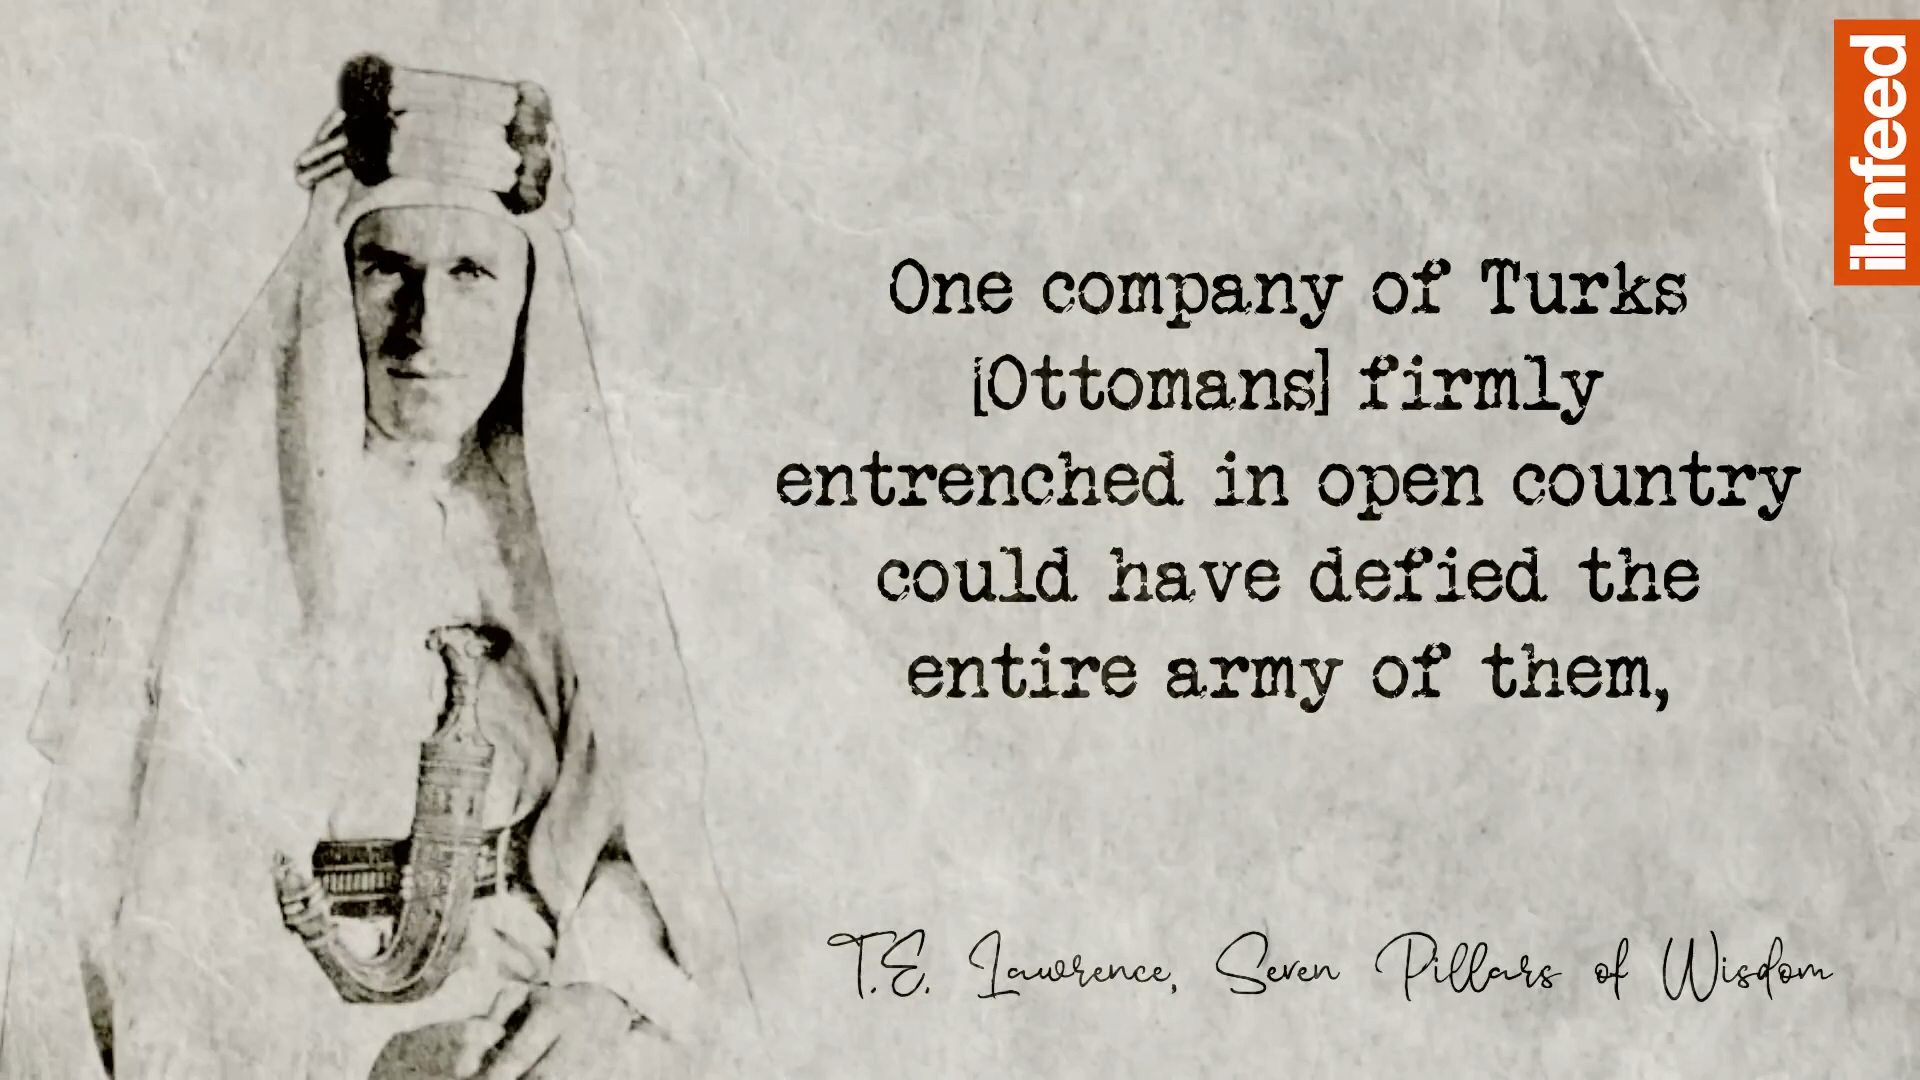 ilmfeed
One company of Turks
[Ottomans] firmly
entrenched in open country
could have defied the
entire army of them,
T.E. Lawrence, Seven Pillars of Wisdom